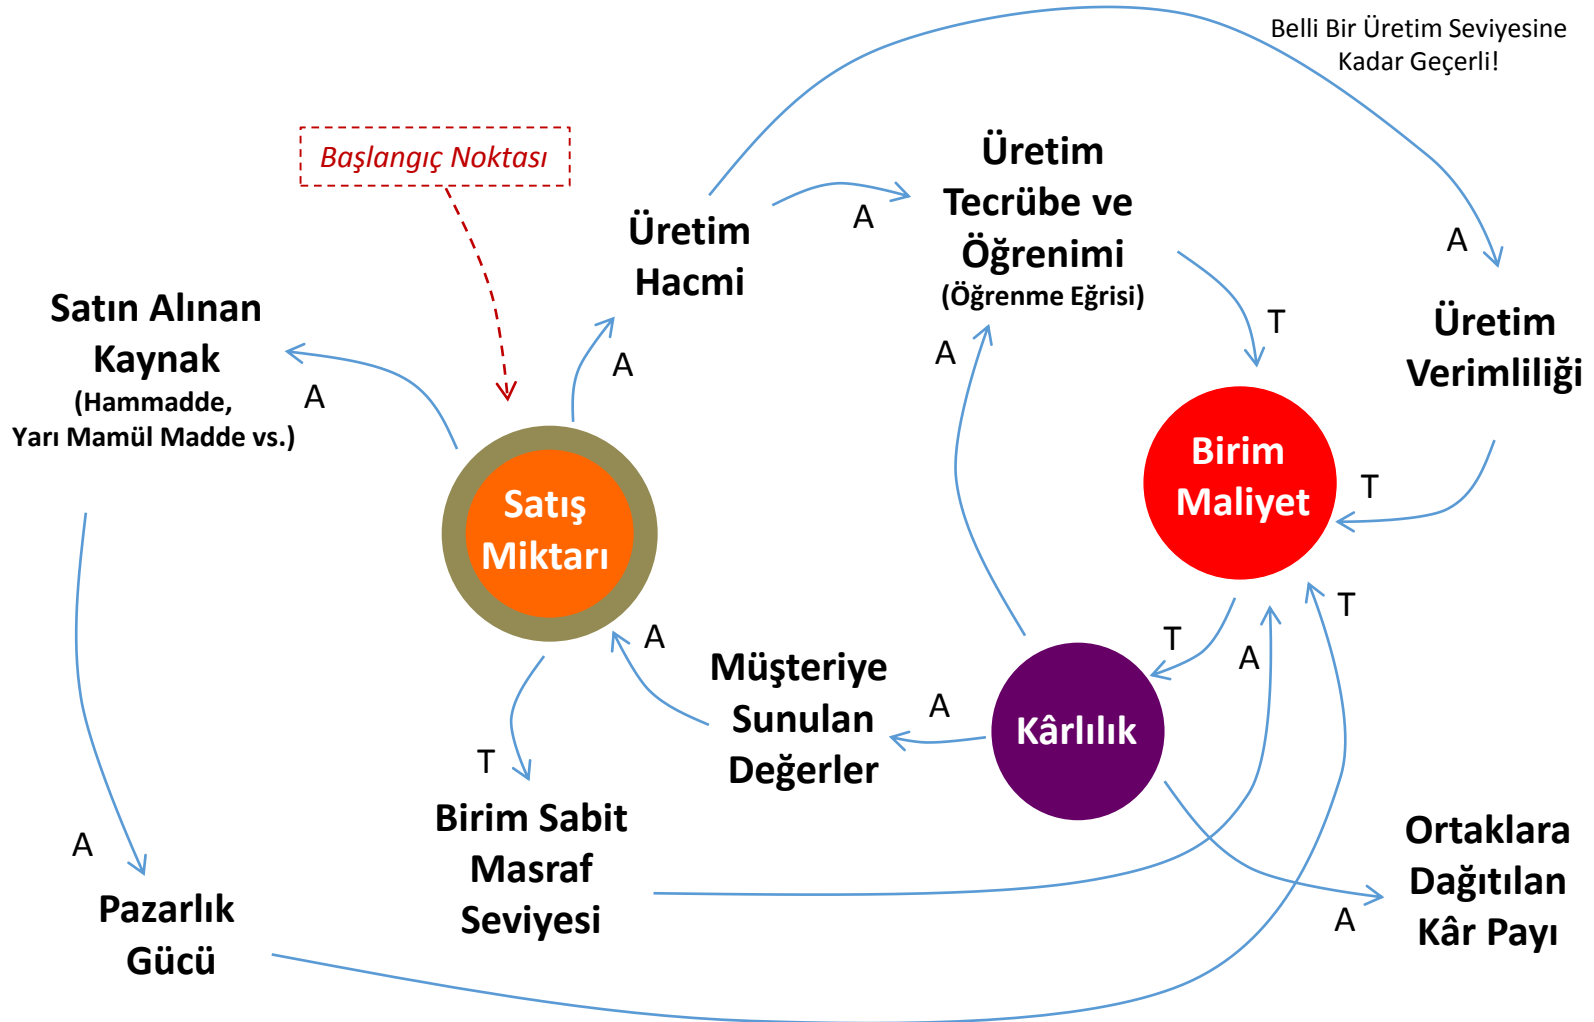 Belli Bir Üretim Seviyesine
Kadar Geçerli!
Başlangıç Noktası
Üretim
Hacmi
A
Üretim
Tecrübe ve
Öğrenimi
(Öğrenme Eğrisi)
A
Üretim
Verimliliği
Satın Alınan
Kaynak
(Hammadde,
Yarı Mamül Madde vs.)
A
A
A
T
Birim
Maliyet
T
Satış
Miktarı
T
A
T
A
Müşteriye
Sunulan
Değerler
A
Kârlılık
T
Birim Sabit
Masraf
Seviyesi
A
Pazarlık
Gücü
A
Ortaklara
Dağıtılan
Kâr Payı